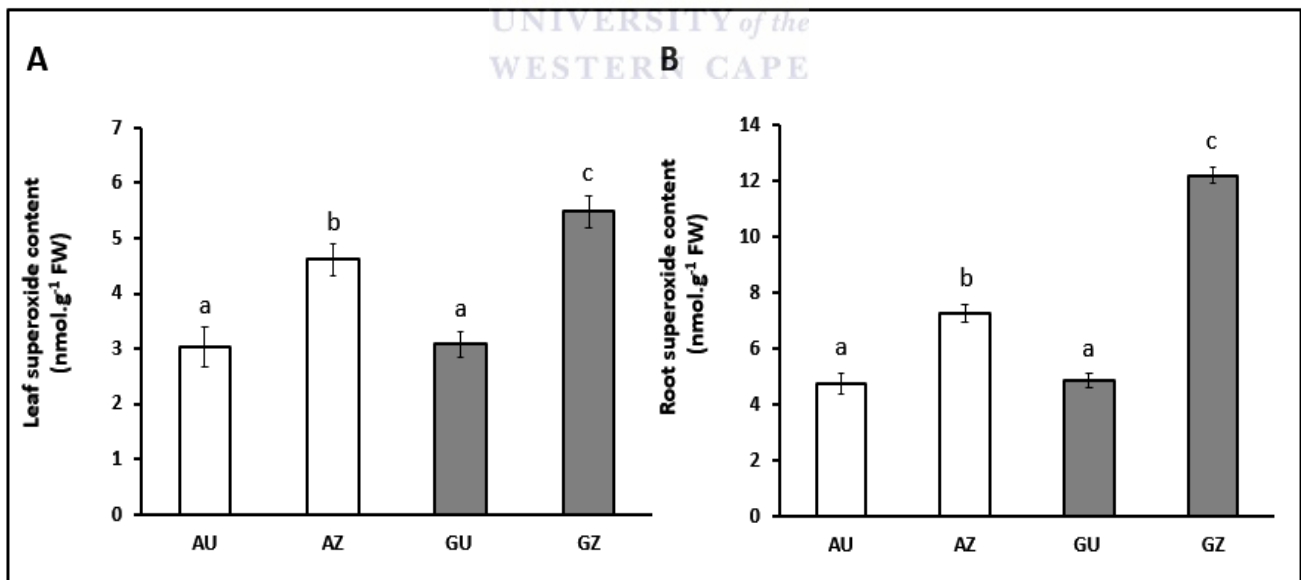 UNIVERSITY of the
WESTERN CAPE
A
Leaf superoxide content
(nmol.g⁻¹ FW)
7
6
5
4
3
2
1
0
a
b
a
c
AU AZ GU GZ
B
Root superoxide content
(nmol.g⁻¹ FW)
14
12
10
8
6
4
2
0
a
b
a
c
AU AZ GU GZ